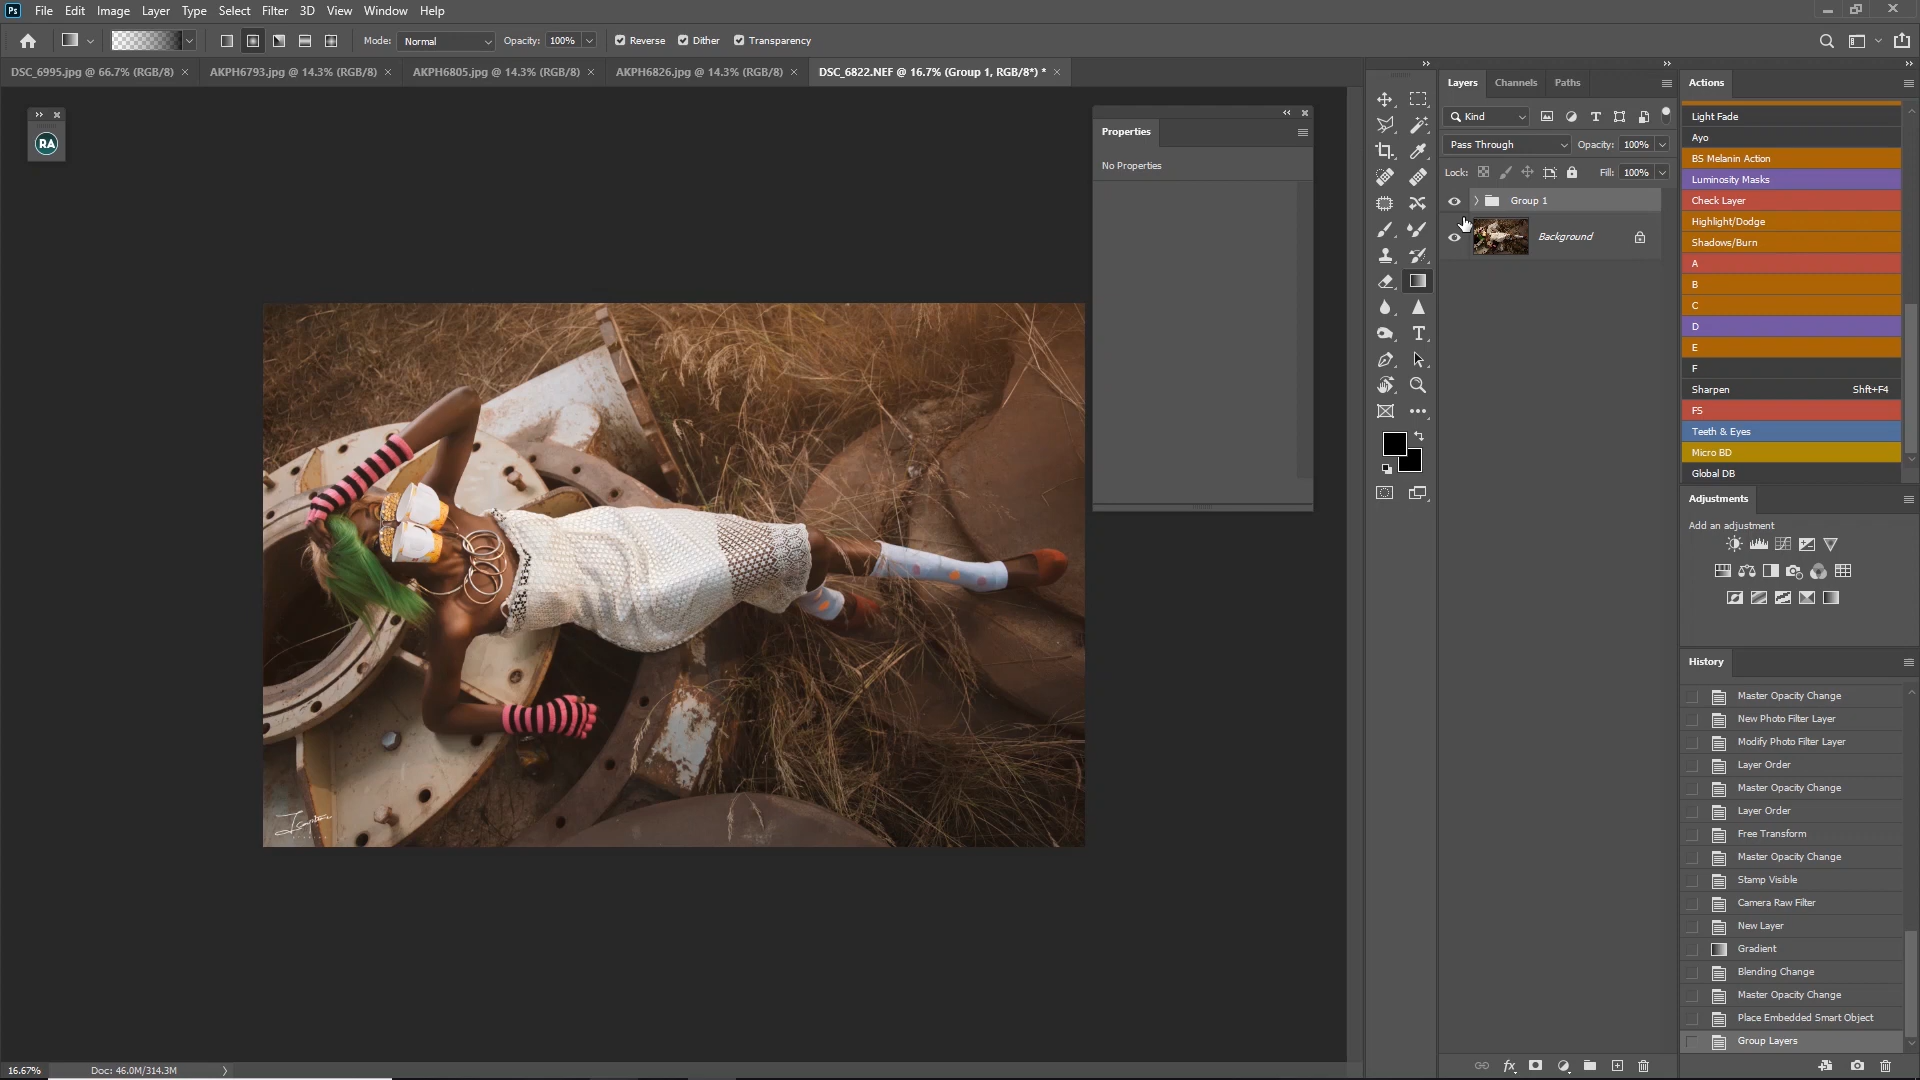 Ps File Edit Image Layer Type Select Filter 3D View Window Help
Mode: Normal Opacity: 100% Reverse Dither Transparency
DSC_6995.jpg @ 66.7% (RGB/8) × AKPH6793.jpg @ 14.3% (RGB/8) × AKPH6805.jpg @ 14.3% (RGB/8) × AKPH6826.jpg @ 14.3% (RGB/8) × DSC_6822.NEF @ 16.7% (Group 1, RGB/8*) * ×
RA
Properties
No Properties
Layers Channels Paths
Kind
Pass Through Opacity: 100%
Lock: Fill: 100%
Group 1
Background
Actions
Light Fade
Ayo
BS Melanin Action
Luminosity Masks
Check Layer
Highlight/Dodge
Shadows/Burn
A
B
C
D
E
F
Sharpen Shft+F4
FS
Teeth & Eyes
Micro BD
Global DB
Adjustments
Add an adjustment
History
Master Opacity Change
New Photo Filter Layer
Modify Photo Filter Layer
Layer Order
Master Opacity Change
Layer Order
Free Transform
Master Opacity Change
Stamp Visible
Camera Raw Filter
New Layer
Gradient
Blending Change
Master Opacity Change
Place Embedded Smart Object
Group Layers
16.67% Doc: 46.0M/314.3M
fx